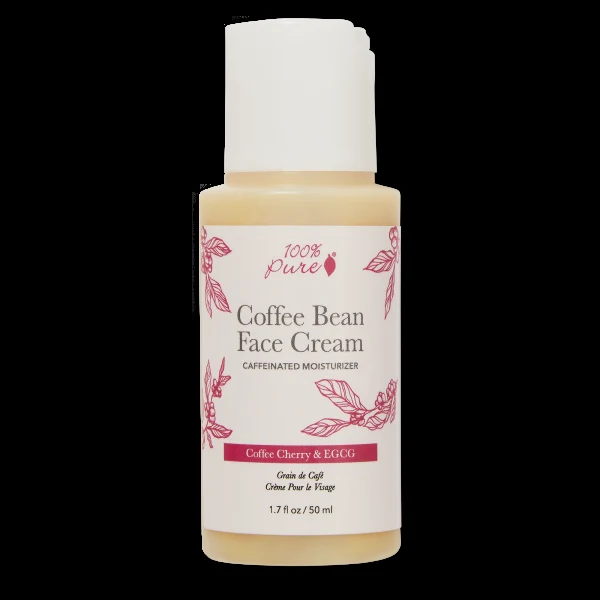 100%
pure®
Coffee Bean
Face Cream
CAFFEINATED MOISTURIZER
Coffee Cherry & EGCG
Grain de Café
Crème Pour le Visage
1.7 fl oz / 50 ml